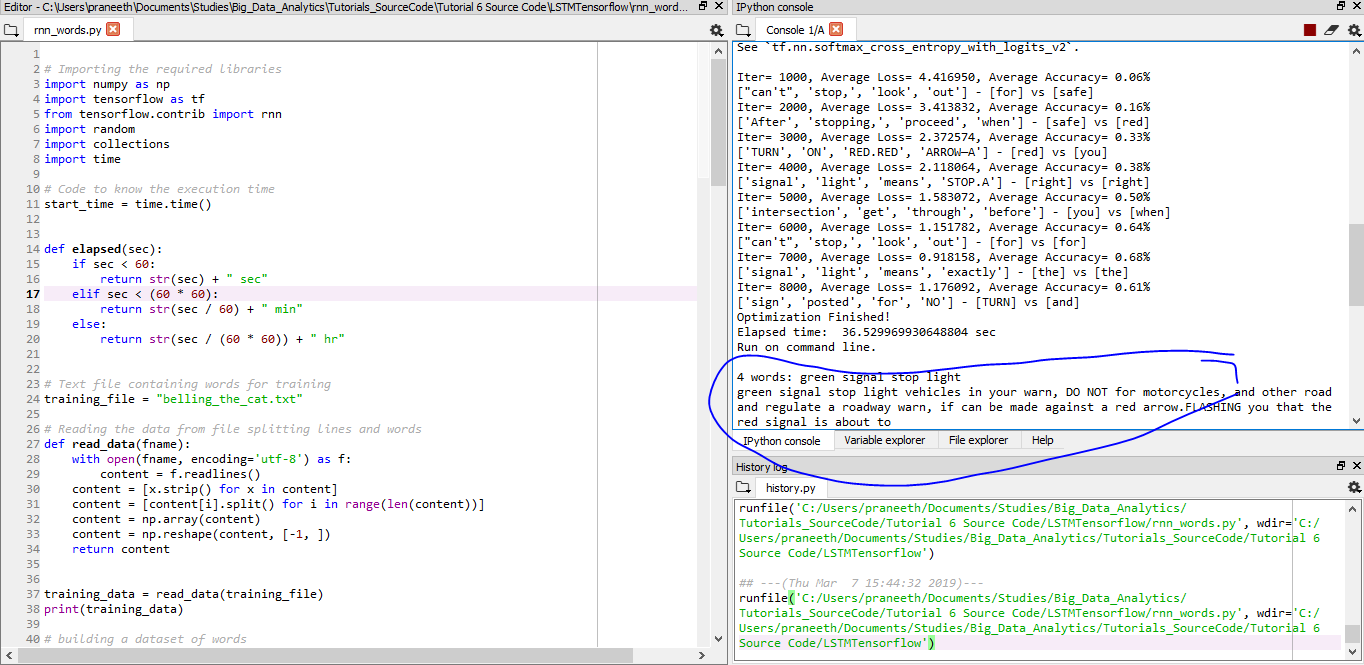 Editor - C:\Users\praneeth\Documents\Studies\Big_Data_Analytics\Tutorials_SourceCode\Tutorial 6 Source Code\LSTMTensorflow\rnn_word...
rnn_words.py
1
2 # Importing the required libraries
3 import numpy as np
4 import tensorflow as tf
5 from tensorflow.contrib import rnn
6 import random
7 import collections
8 import time
9
10 # Code to know the execution time
11 start_time = time.time()
12
13
14 def elapsed(sec):
15     if sec < 60:
16         return str(sec) + " sec"
17     elif sec < (60 * 60):
18         return str(sec / 60) + " min"
19     else:
20         return str(sec / (60 * 60)) + " hr"
21
22
23 # Text file containing words for training
24 training_file = "belling_the_cat.txt"
25
26 # Reading the data from file splitting lines and words
27 def read_data(fname):
28     with open(fname, encoding='utf-8') as f:
29         content = f.readlines()
30     content = [x.strip() for x in content]
31     content = [content[i].split() for i in range(len(content))]
32     content = np.array(content)
33     content = np.reshape(content, [-1, ])
34     return content
35
36
37 training_data = read_data(training_file)
38 print(training_data)
39
40 # building a dataset of words
IPython console
Console 1/A
See `tf.nn.softmax_cross_entropy_with_logits_v2`.
Iter= 1000, Average Loss= 4.416950, Average Accuracy= 0.06%
["can't", 'stop,', 'look', 'out'] - [for] vs [safe]
Iter= 2000, Average Loss= 3.413832, Average Accuracy= 0.16%
['After', 'stopping,', 'proceed', 'when'] - [safe] vs [red]
Iter= 3000, Average Loss= 2.372574, Average Accuracy= 0.33%
['TURN', 'ON', 'RED.RED', 'ARROW—A'] - [red] vs [you]
Iter= 4000, Average Loss= 2.118064, Average Accuracy= 0.38%
['signal', 'light', 'means', 'STOP.A'] - [right] vs [right]
Iter= 5000, Average Loss= 1.583072, Average Accuracy= 0.50%
['intersection', 'get', 'through', 'before'] - [you] vs [when]
Iter= 6000, Average Loss= 1.151782, Average Accuracy= 0.64%
["can't", 'stop,', 'look', 'out'] - [for] vs [for]
Iter= 7000, Average Loss= 0.918158, Average Accuracy= 0.68%
['signal', 'light', 'means', 'exactly'] - [the] vs [the]
Iter= 8000, Average Loss= 1.176092, Average Accuracy= 0.61%
['sign', 'posted', 'for', 'NO'] - [TURN] vs [and]
Optimization Finished!
Elapsed time:  36.529969930648804 sec
Run on command line.
4 words: green signal stop light
green signal stop light vehicles in your warn, DO NOT for motorcycles, and other road
and regulate a roadway warn, if can be made against a red arrow.FLASHING you that the
red signal is about to
IPython console
Variable explorer
File explorer
Help
History log
history.py
runfile('C:/Users/praneeth/Documents/Studies/Big_Data_Analytics/
Tutorials_SourceCode/Tutorial 6 Source Code/LSTMTensorflow/rnn_words.py', wdir='C:/
Users/praneeth/Documents/Studies/Big_Data_Analytics/Tutorials_SourceCode/Tutorial 6
Source Code/LSTMTensorflow')
## ---(Thu Mar  7 15:44:32 2019)---
runfile('C:/Users/praneeth/Documents/Studies/Big_Data_Analytics/
Tutorials_SourceCode/Tutorial 6 Source Code/LSTMTensorflow/rnn_words.py', wdir='C:/
Users/praneeth/Documents/Studies/Big_Data_Analytics/Tutorials_SourceCode/Tutorial 6
Source Code/LSTMTensorflow')